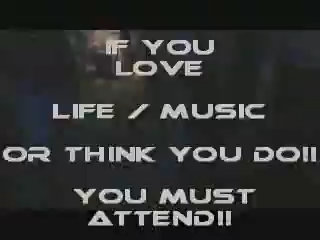 IF YOU
LOVE
LIFE / MUSIC
OR THINK YOU DO!!
YOU MUST
ATTEND!!